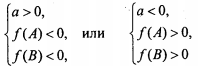 {a > 0,
f(A) < 0,
f(B) < 0,
или
{a < 0,
f(A) > 0,
f(B) > 0